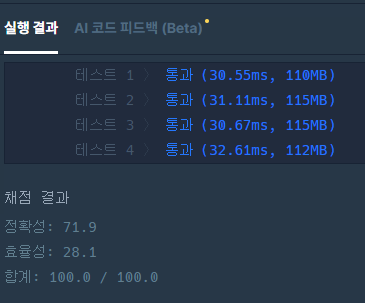 실행 결과 AI 코드 피드백 (Beta)
테스트 1 〉 통과 (30.55ms, 110MB)
테스트 2 〉 통과 (31.11ms, 115MB)
테스트 3 〉 통과 (30.67ms, 115MB)
테스트 4 〉 통과 (32.61ms, 112MB)
채점 결과
정확성: 71.9
효율성: 28.1
합계: 100.0 / 100.0